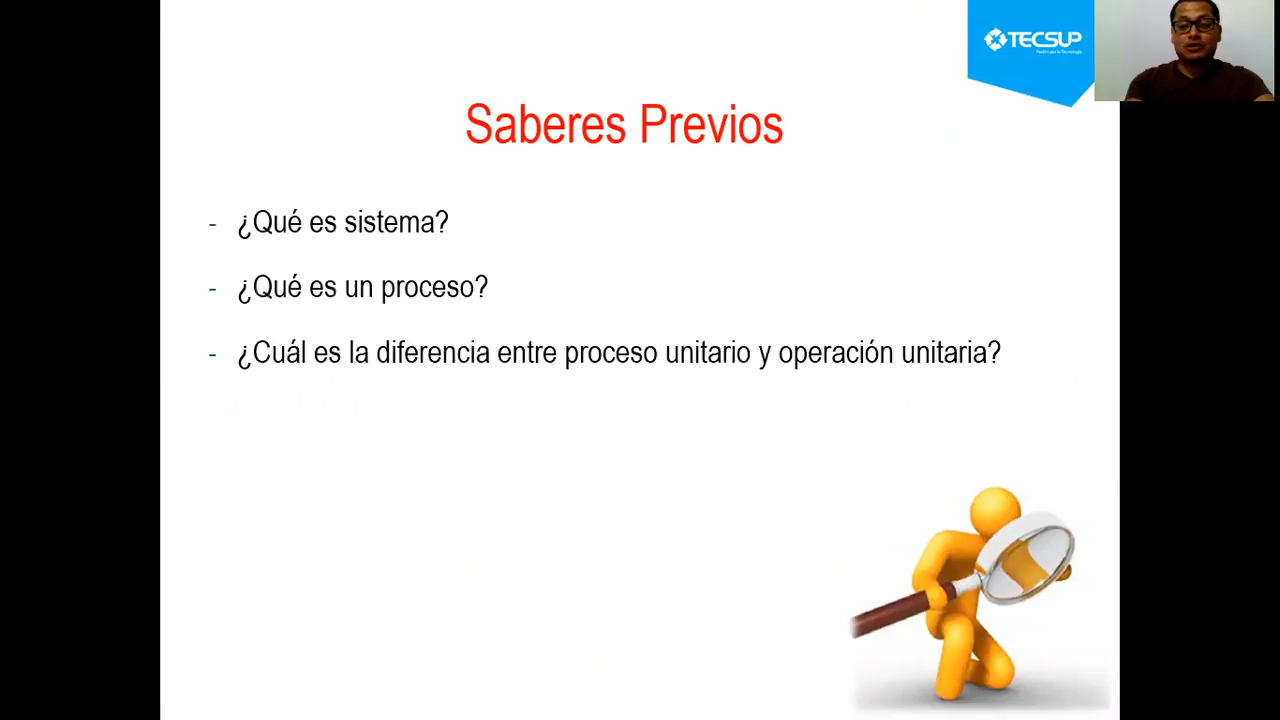 TECSUP
Saberes Previos
- ¿Qué es sistema?
- ¿Qué es un proceso?
- ¿Cuál es la diferencia entre proceso unitario y operación unitaria?